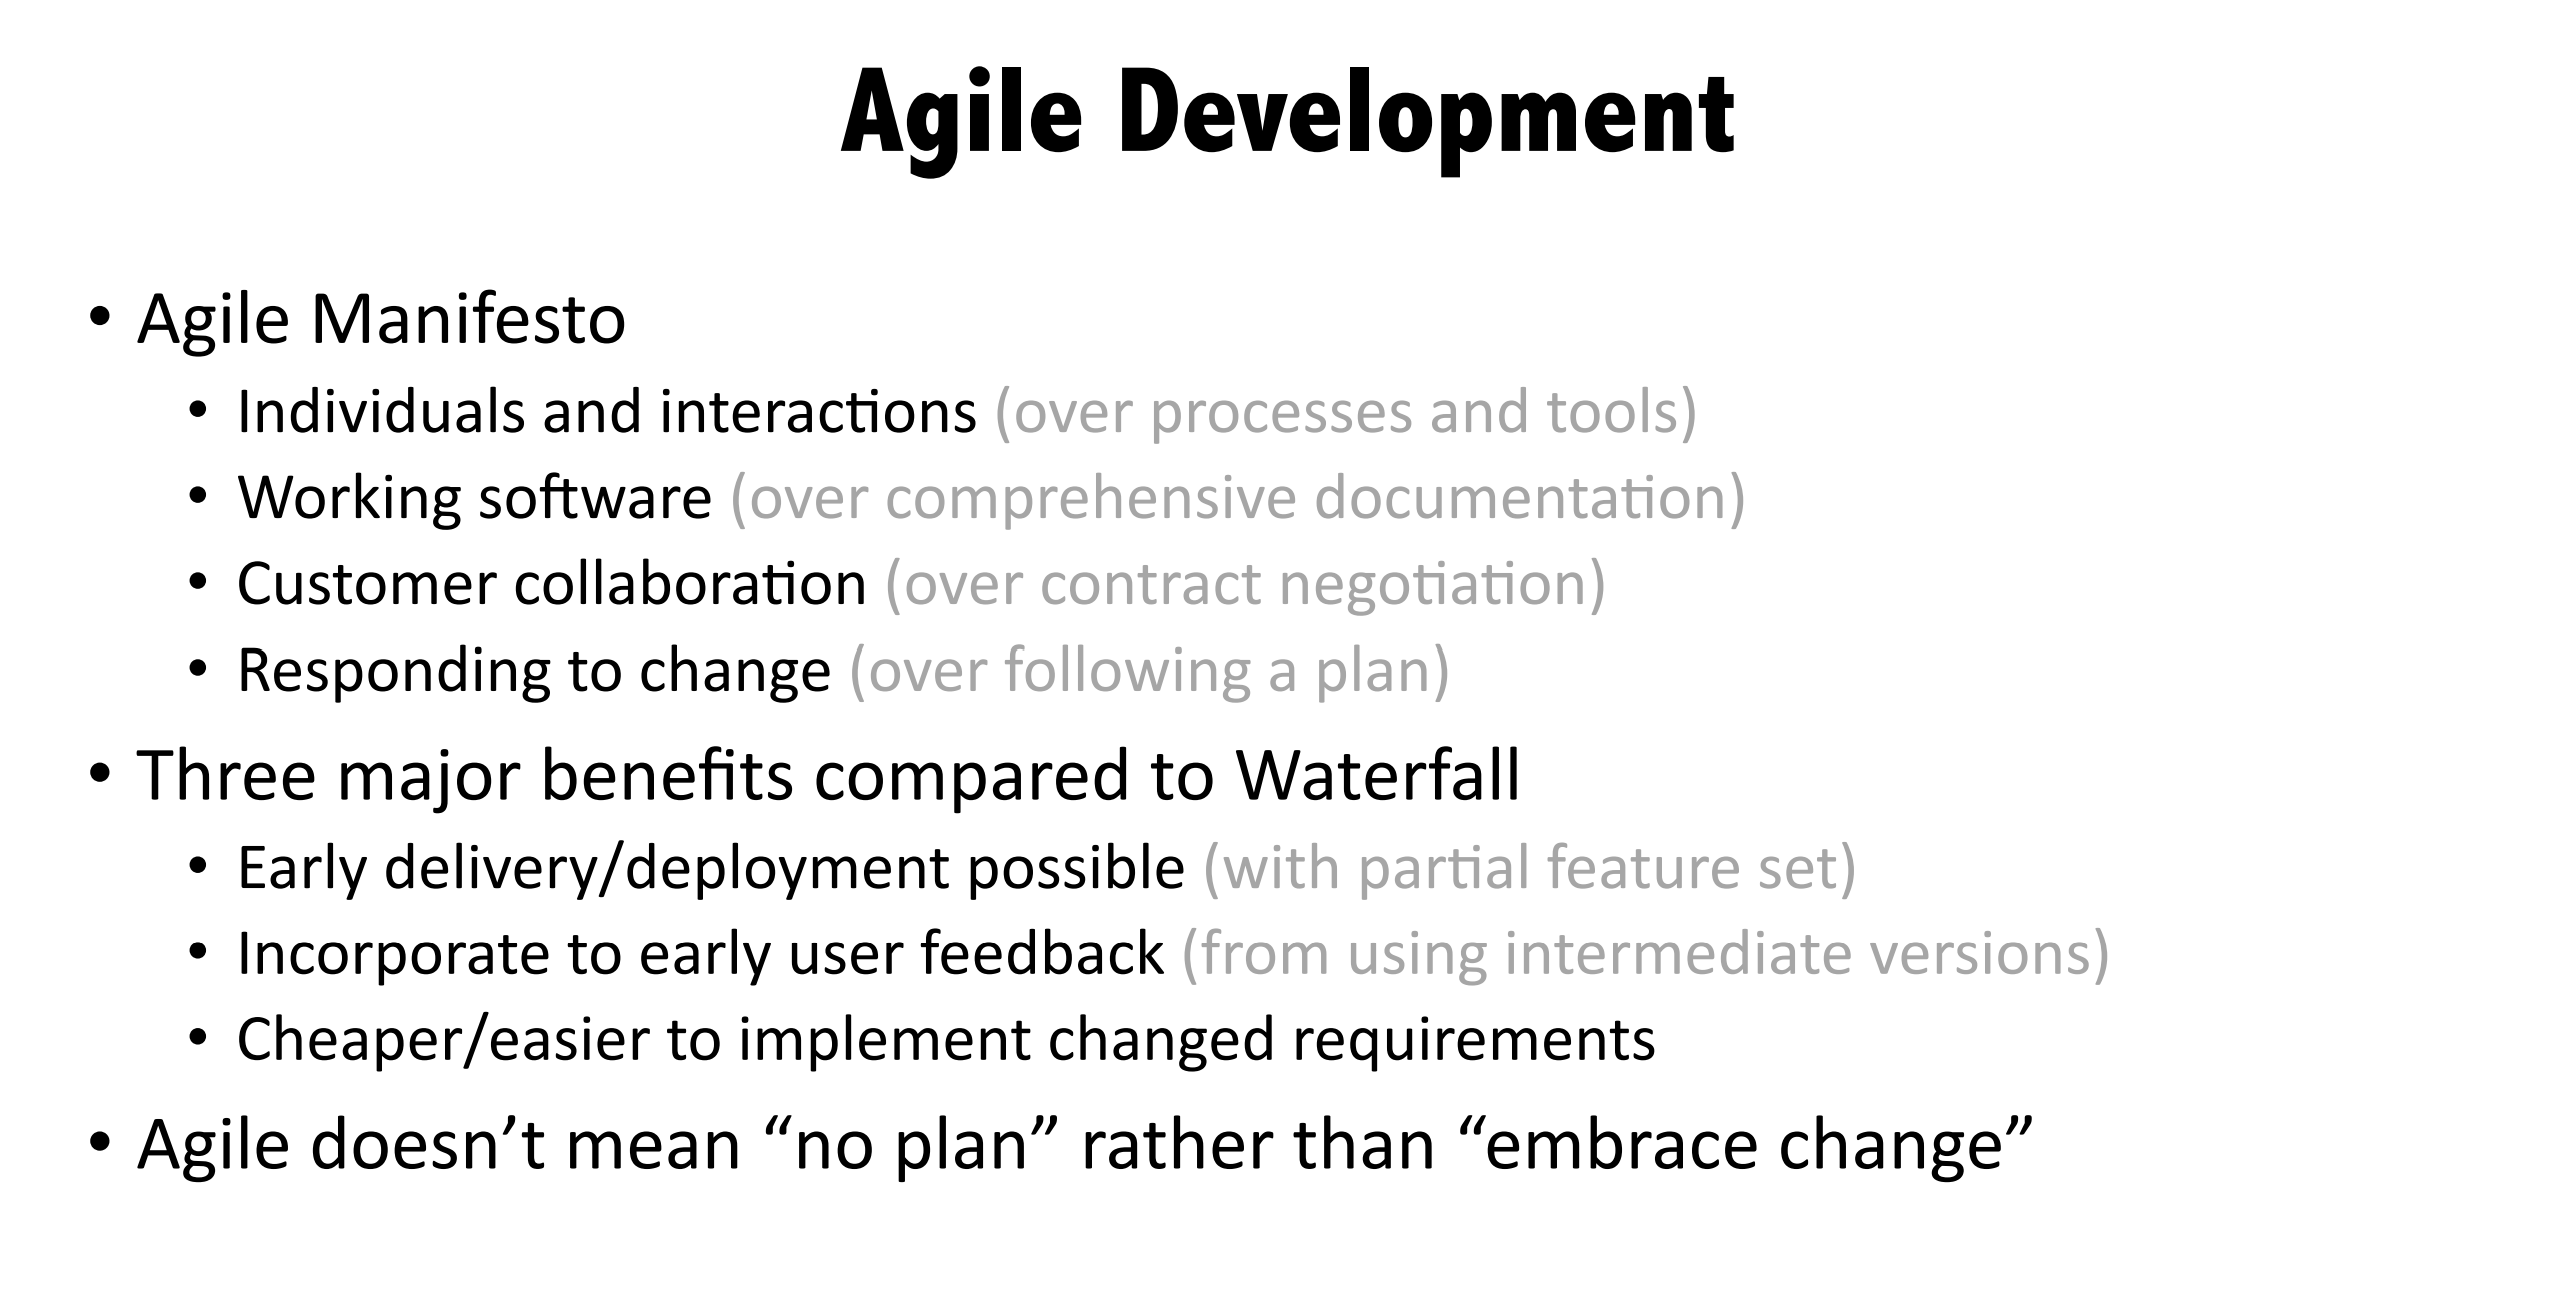 Agile Development
• Agile Manifesto
• Individuals and interactions (over processes and tools)
• Working software (over comprehensive documentation)
• Customer collaboration (over contract negotiation)
• Responding to change (over following a plan)
• Three major benefits compared to Waterfall
• Early delivery/deployment possible (with partial feature set)
• Incorporate to early user feedback (from using intermediate versions)
• Cheaper/easier to implement changed requirements
• Agile doesn’t mean “no plan” rather than “embrace change”